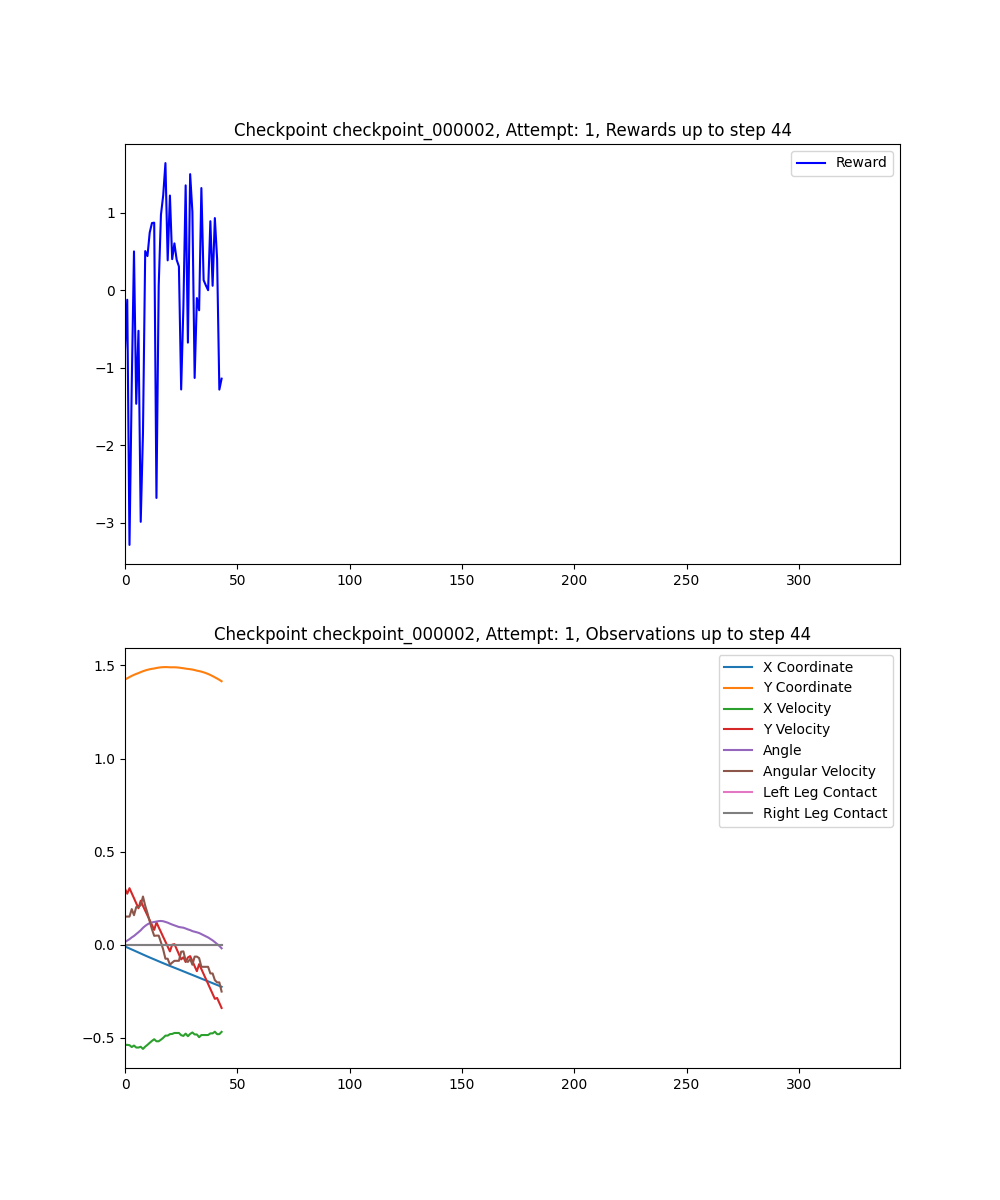 Checkpoint checkpoint_000002, Attempt: 1, Rewards up to step 44
Reward
1
0
−1
−2
−3
0 50 100 150 200 250 300
Checkpoint checkpoint_000002, Attempt: 1, Observations up to step 44
X Coordinate
Y Coordinate
X Velocity
Y Velocity
Angle
Angular Velocity
Left Leg Contact
Right Leg Contact
1.5
1.0
0.5
0.0
−0.5
0 50 100 150 200 250 300